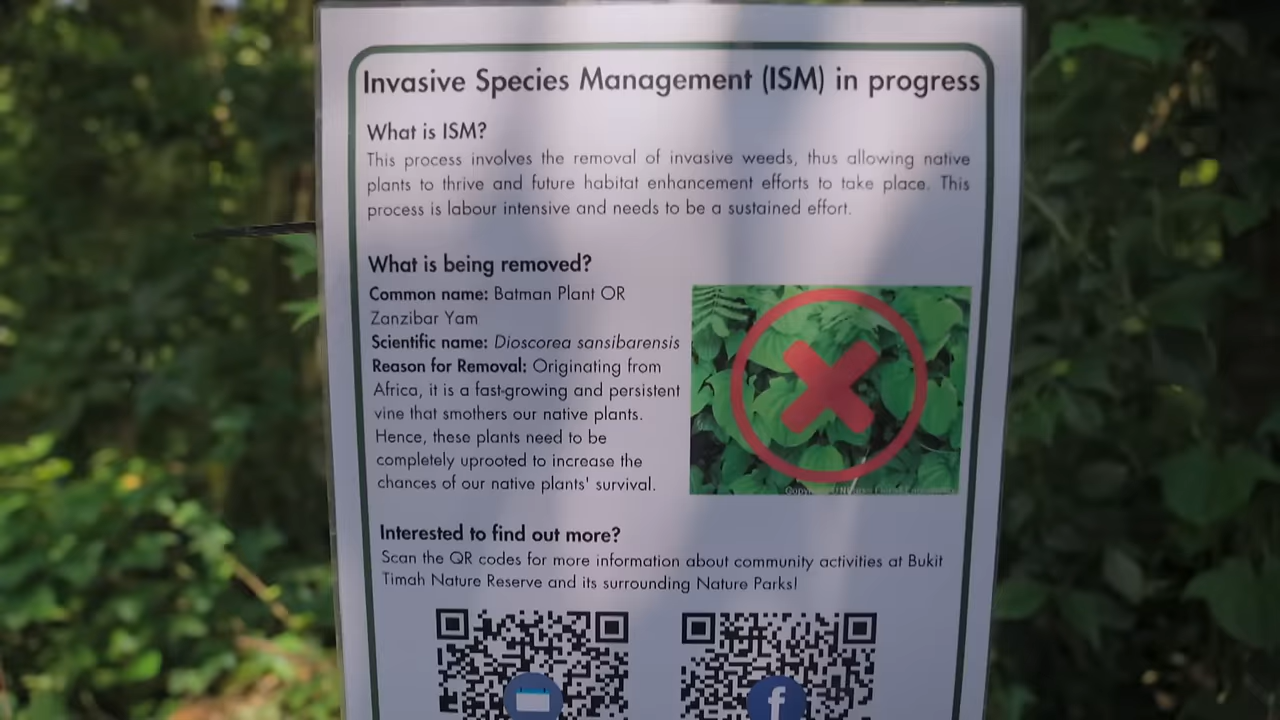 Invasive Species Management (ISM) in progress
What is ISM?
This process involves the removal of invasive weeds, thus allowing native
plants to thrive and future habitat enhancement efforts to take place. This
process is labour intensive and needs to be a sustained effort.
What is being removed?
Common name: Batman Plant OR
Zanzibar Yam
Scientific name: Dioscorea sansibarensis
Reason for Removal: Originating from
Africa, it is a fast-growing and persistent
vine that smothers our native plants.
Hence, these plants need to be
completely uprooted to increase the
chances of our native plants' survival.
Interested to find out more?
Scan the QR codes for more information about community activities at Bukit
Timah Nature Reserve and its surrounding Nature Parks!
f